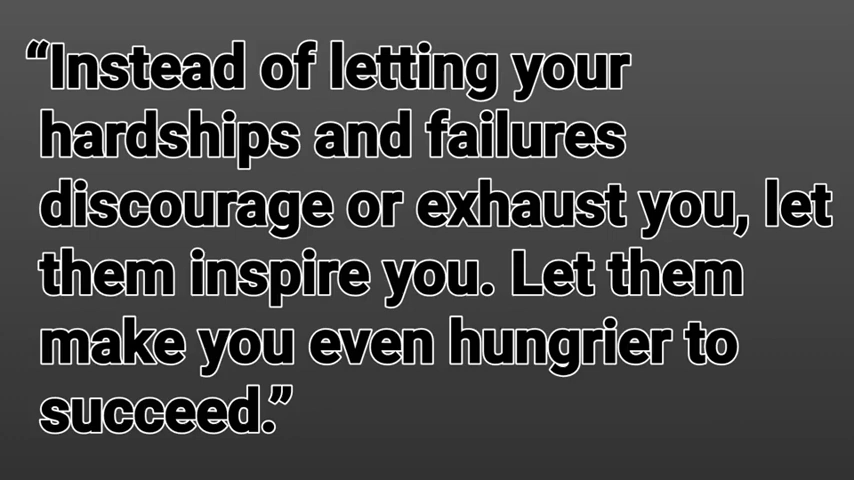 “Instead of letting your
hardships and failures
discourage or exhaust you, let
them inspire you. Let them
make you even hungrier to
succeed.”